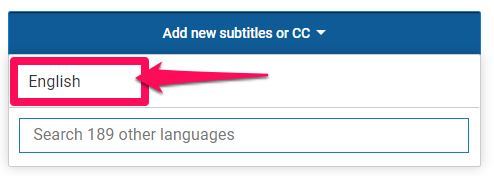 Add new subtitles or CC
English
Search 189 other languages